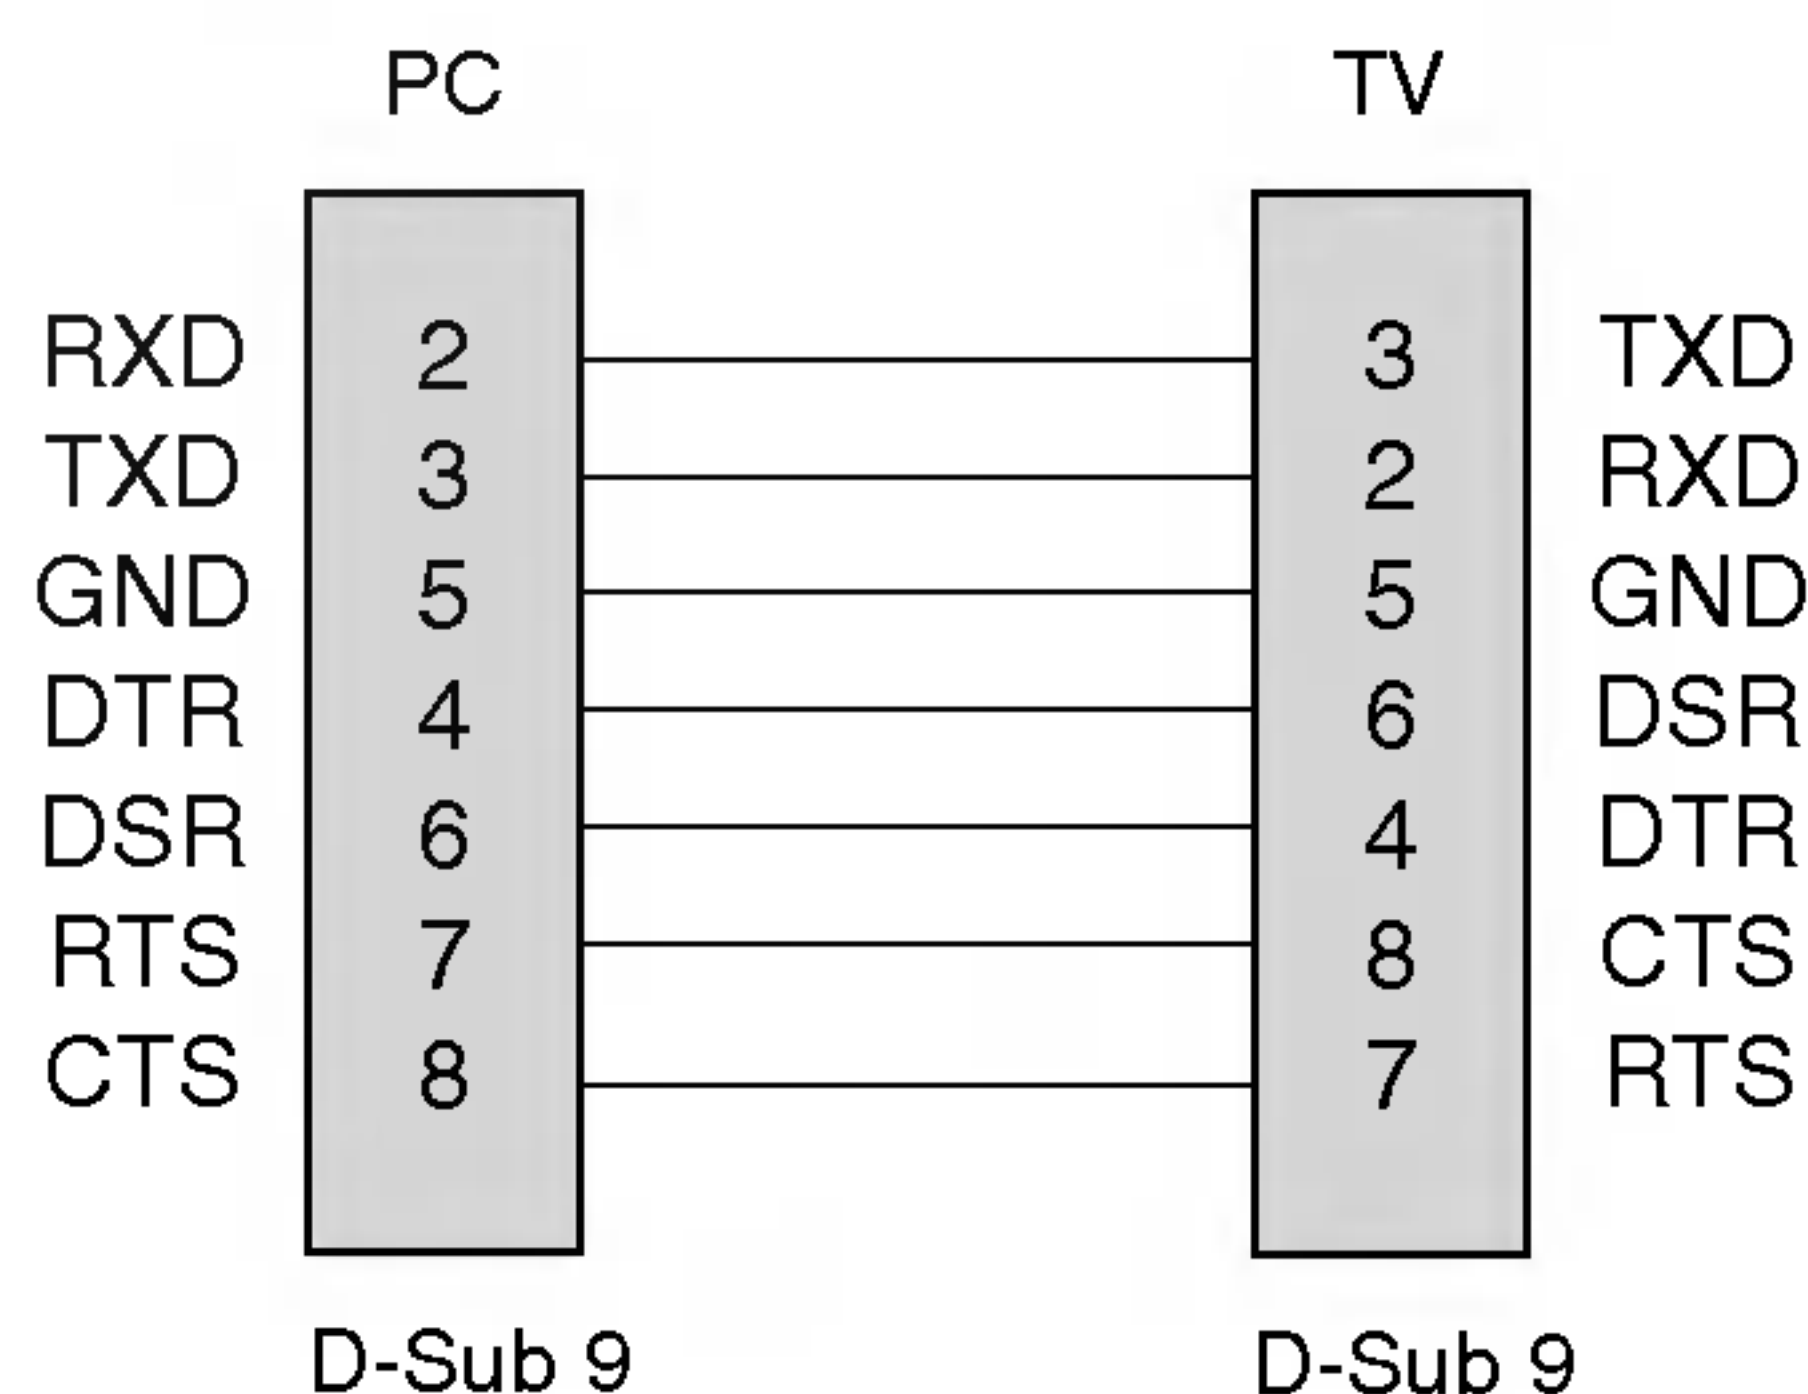 PC TV
RXD 2 3 TXD
TXD 3 2 RXD
GND 5 5 GND
DTR 4 6 DSR
DSR 6 4 DTR
RTS 7 8 CTS
CTS 8 7 RTS
D-Sub 9 D-Sub 9